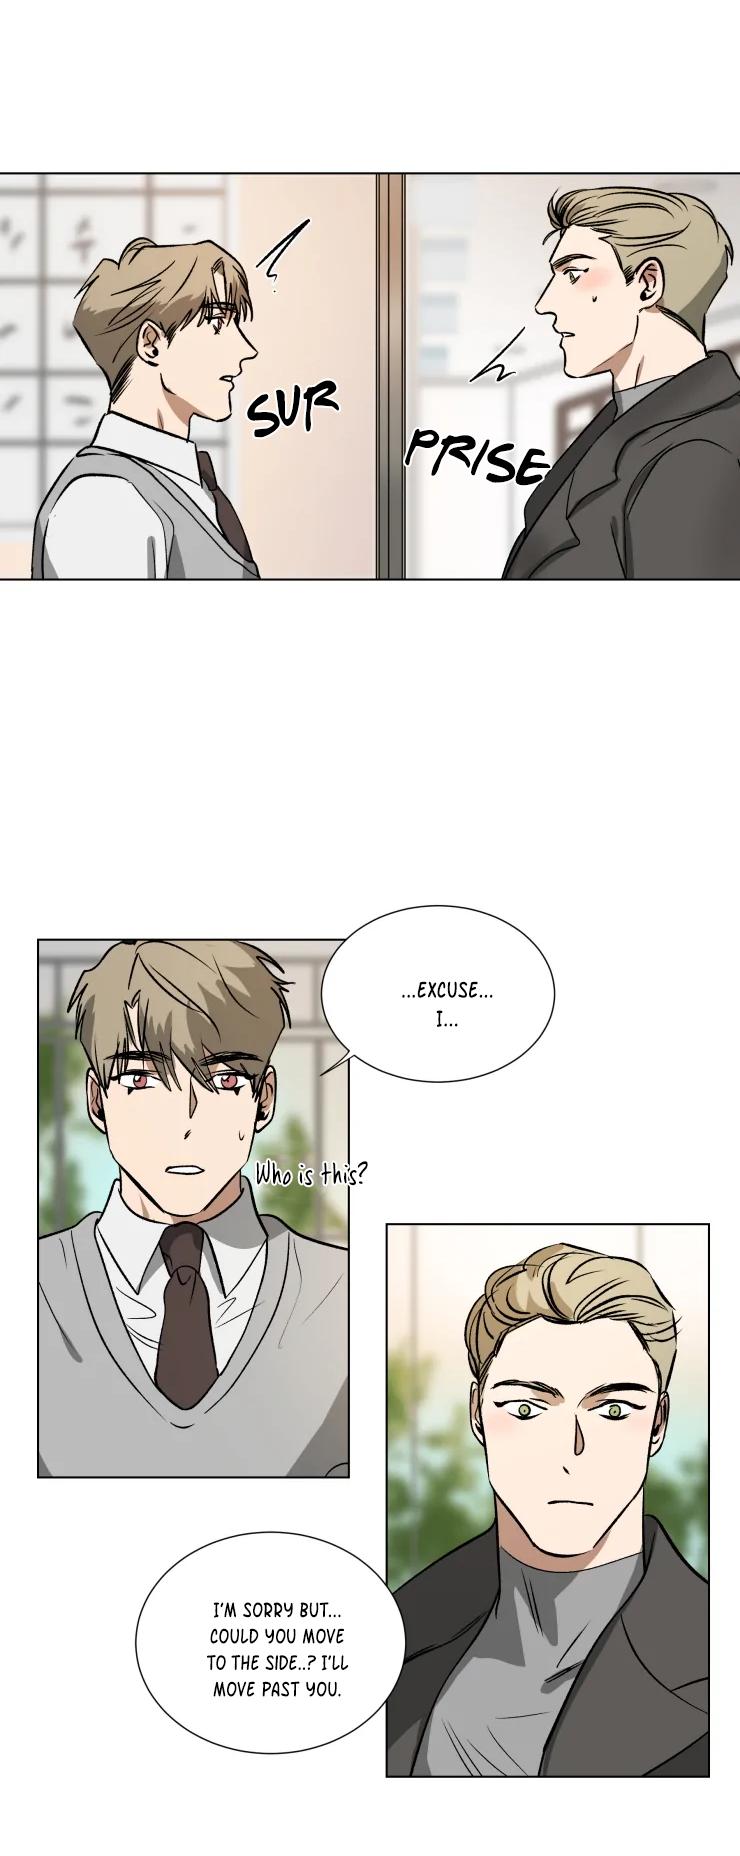 SUR
PRISE
...EXCUSE...
I...
Who is this?
I'M SORRY BUT...
COULD YOU MOVE
TO THE SIDE..? I'LL
MOVE PAST YOU.